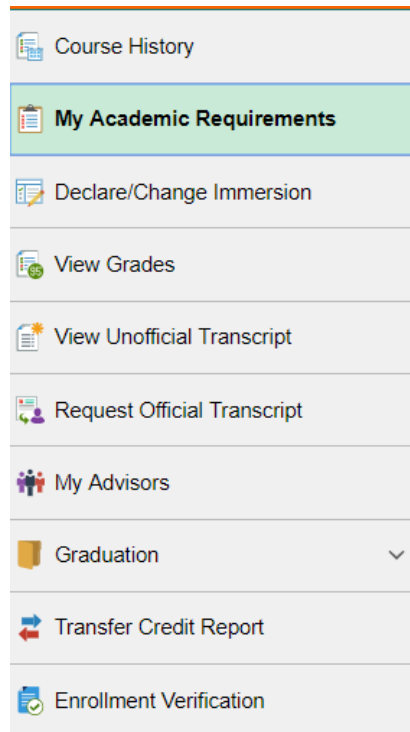 Course History
My Academic Requirements
Declare/Change Immersion
View Grades
95
View Unofficial Transcript
Request Official Transcript
My Advisors
Graduation
Transfer Credit Report
Enrollment Verification